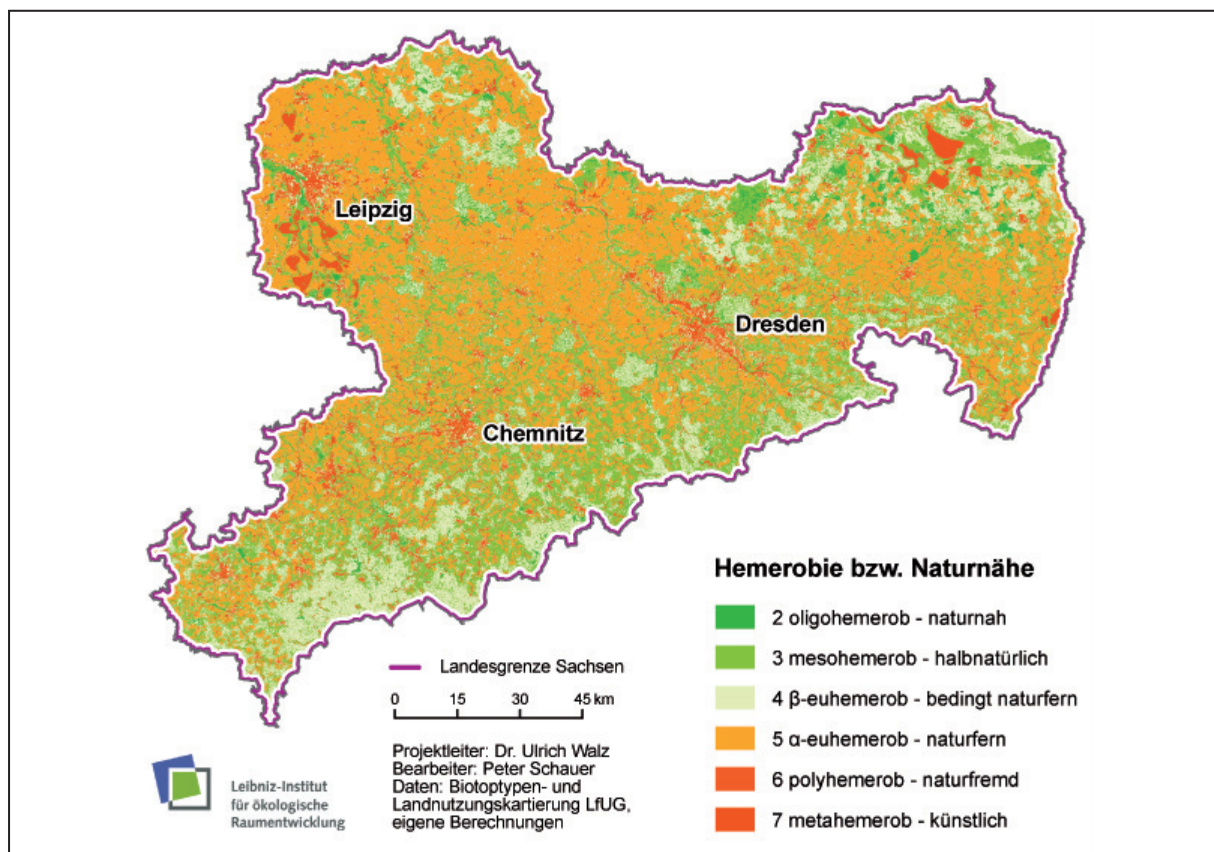 Leipzig
Dresden
Chemnitz
Hemerobie bzw. Naturnähe
2 oligohemerob - naturnah
3 mesohemerob - halbnatürlich
4 β-euhemerob - bedingt naturfern
5 α-euhemerob - naturfern
6 polyhemerob - naturfremd
7 metahemerob - künstlich
Landesgrenze Sachsen
0 15 30 45 km
Projektleiter: Dr. Ulrich Walz
Bearbeiter: Peter Schauer
Daten: Biotoptypen- und
Landnutzungskartierung LfUG,
eigene Berechnungen
Leibniz-Institut
für ökologische
Raumentwicklung